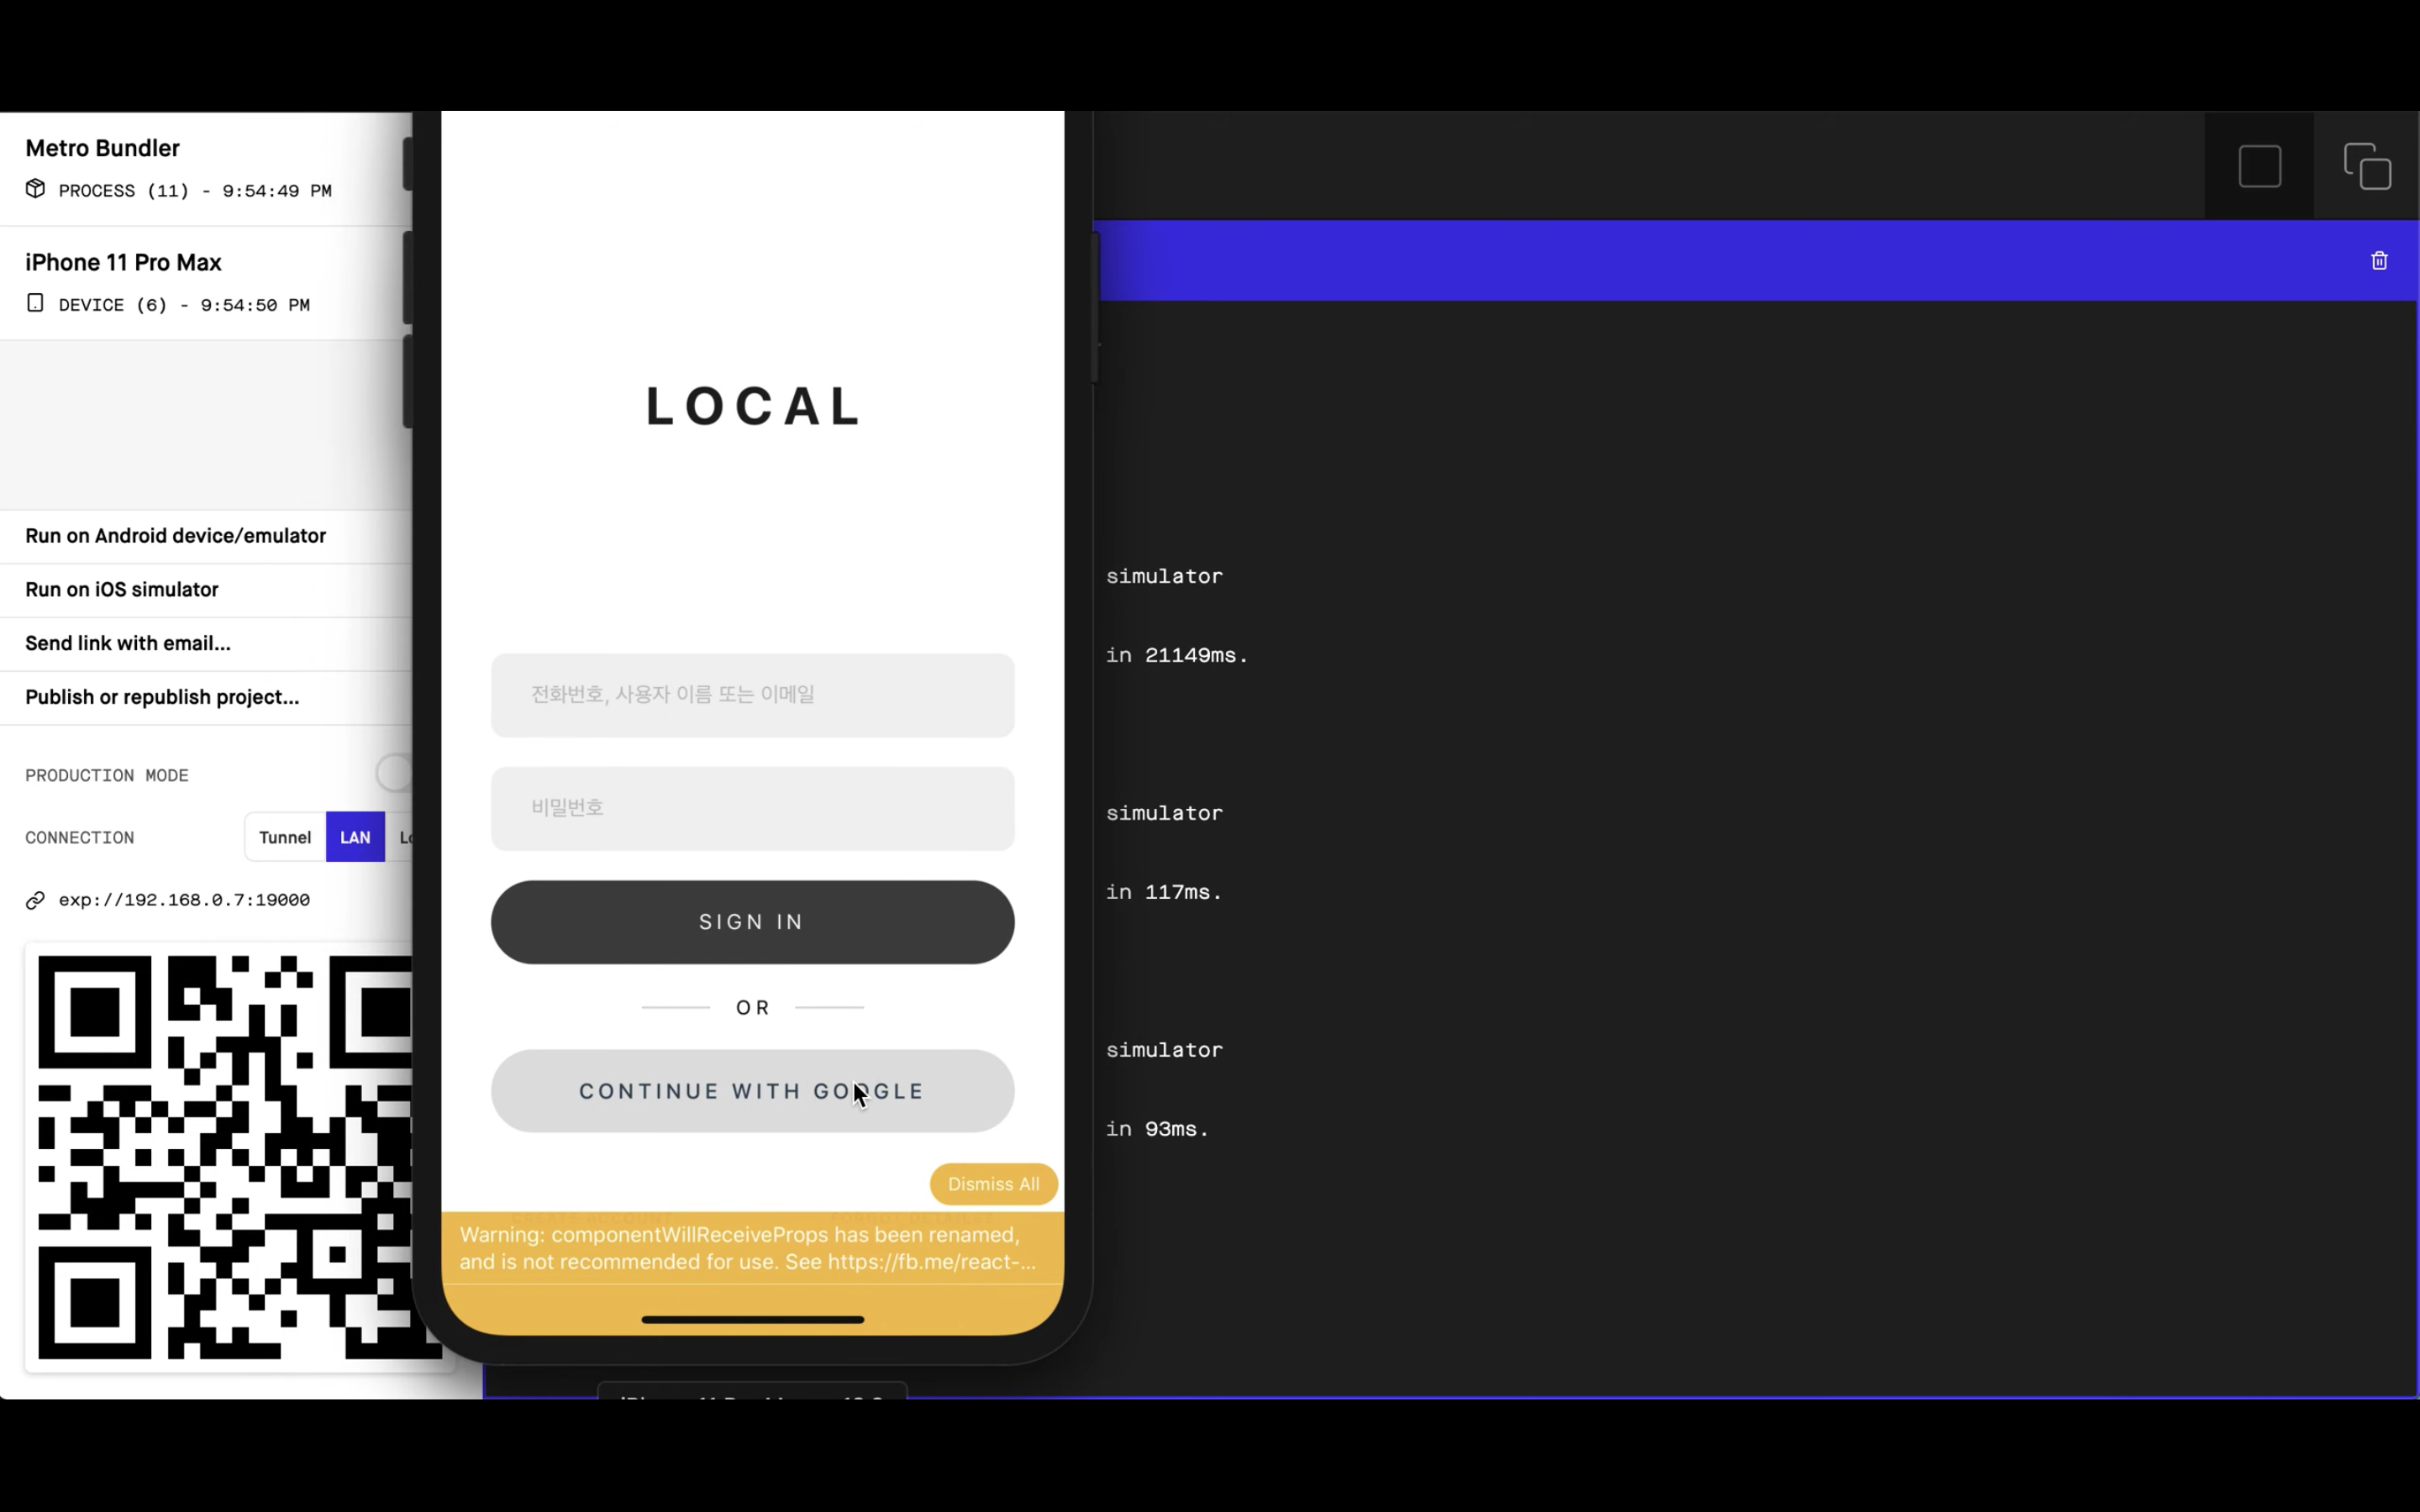 Metro Bundler
PROCESS (11) - 9:54:49 PM
iPhone 11 Pro Max
DEVICE (6) - 9:54:50 PM
Run on Android device/emulator
Run on iOS simulator
Send link with email...
Publish or republish project...
PRODUCTION MODE
CONNECTION
Tunnel
LAN
exp://192.168.0.7:19000
LOCAL
전화번호, 사용자 이름 또는 이메일
비밀번호
SIGN IN
OR
CONTINUE WITH GOOGLE
Dismiss All
Warning: componentWillReceiveProps has been renamed,
and is not recommended for use. See https://fb.me/react-...
simulator
in 21149ms.
simulator
in 117ms.
simulator
in 93ms.